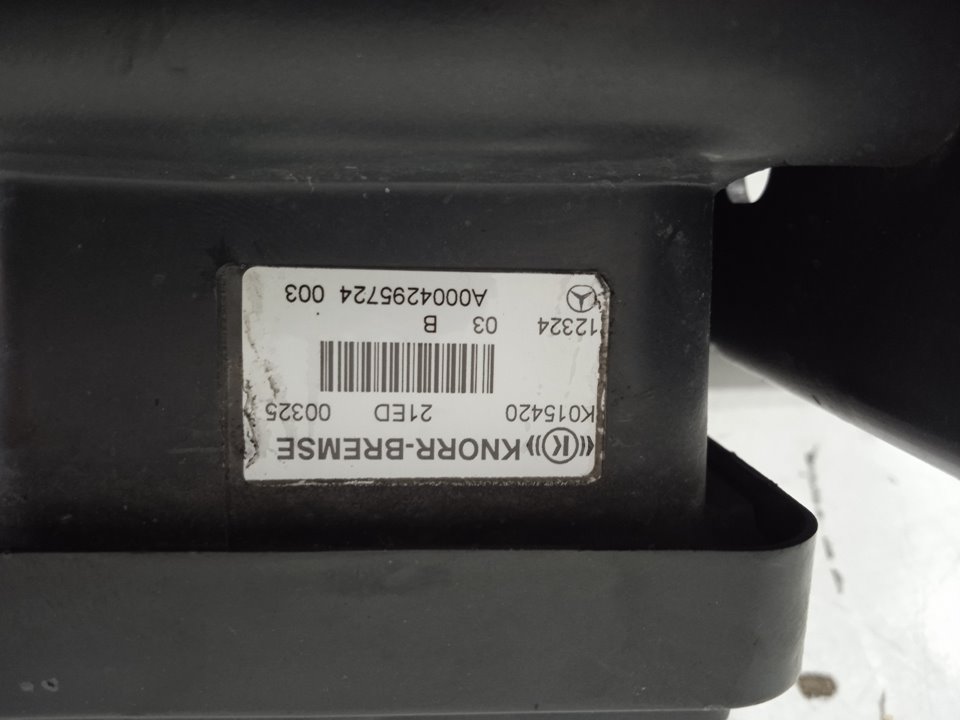 KNORR-BREMSE
K015420 21ED 00325
12324 03 B
A0004295724 003